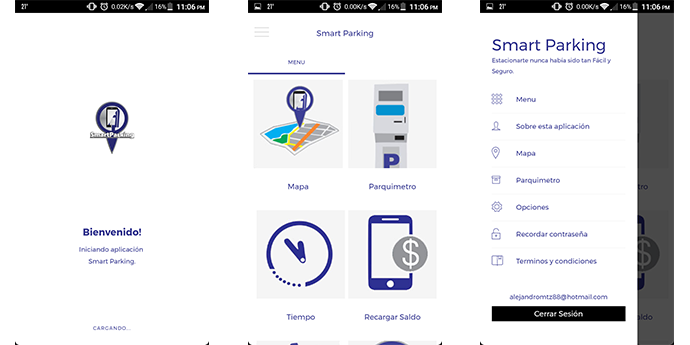 21° 0.02K/s 16% 11:06 PM
SmartParking
Bienvenido!
Iniciando aplicación
Smart Parking.
CARGANDO...
21° 0.00K/s 16% 11:06 PM
Smart Parking
MENU
P
Mapa
Parquimetro
$
Tiempo
Recargar Saldo
21° 0.00K/s 16% 11:06 PM
Smart Parking
Estacionarte nunca habia sido tan Fácil y
Seguro.
Menu
Sobre esta aplicación
Mapa
Parquimetro
Opciones
Recordar contraseña
Terminos y condiciones
alejandromtz88@hotmail.com
Cerrar Sesión